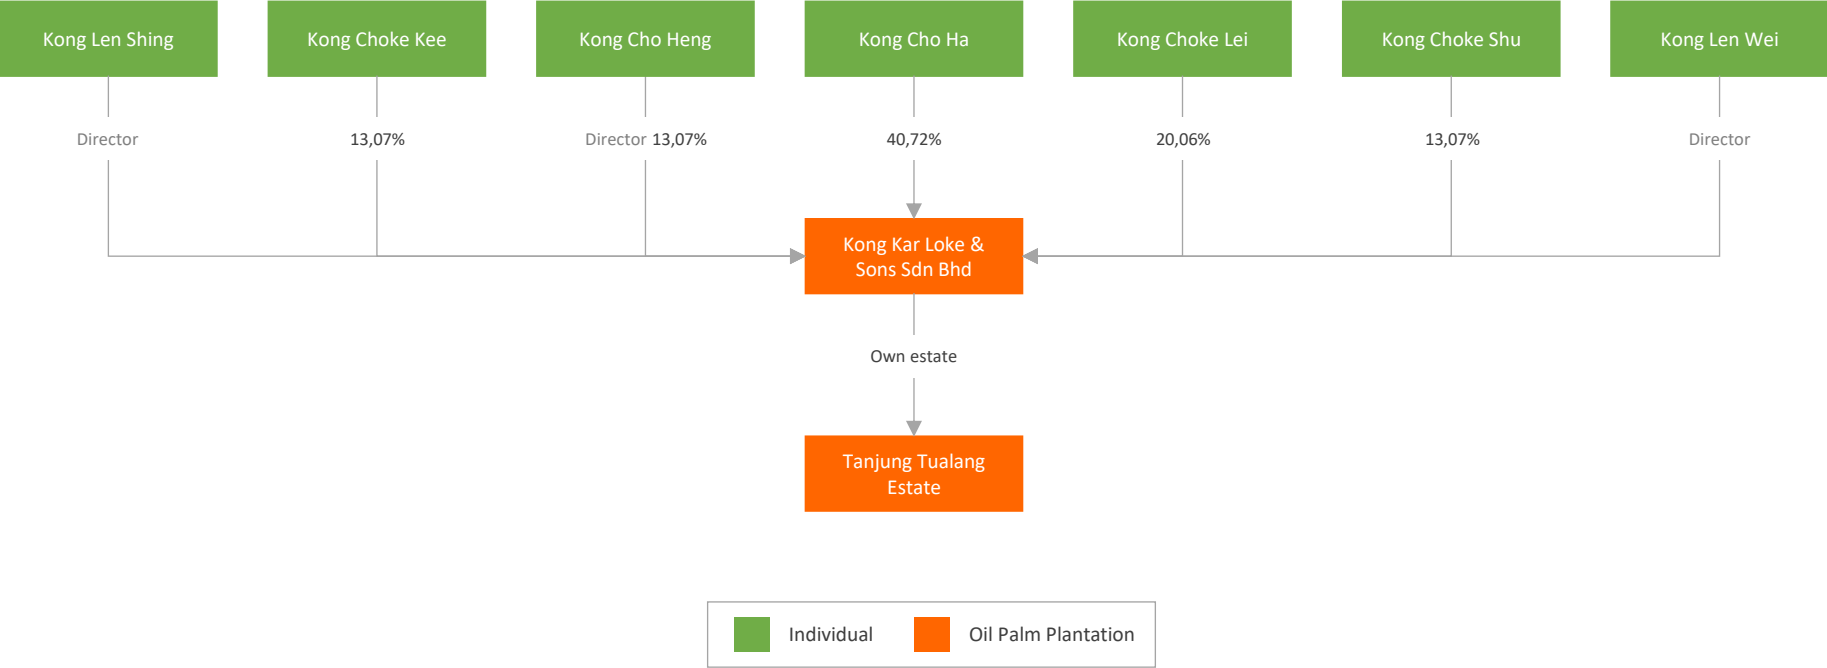 Kong Len Shing
Kong Choke Kee
Kong Cho Heng
Kong Cho Ha
Kong Choke Lei
Kong Choke Shu
Kong Len Wei
Director
13,07%
Director 13,07%
40,72%
20,06%
13,07%
Director
Kong Kar Loke &
Sons Sdn Bhd
Own estate
Tanjung Tualang
Estate
Individual
Oil Palm Plantation